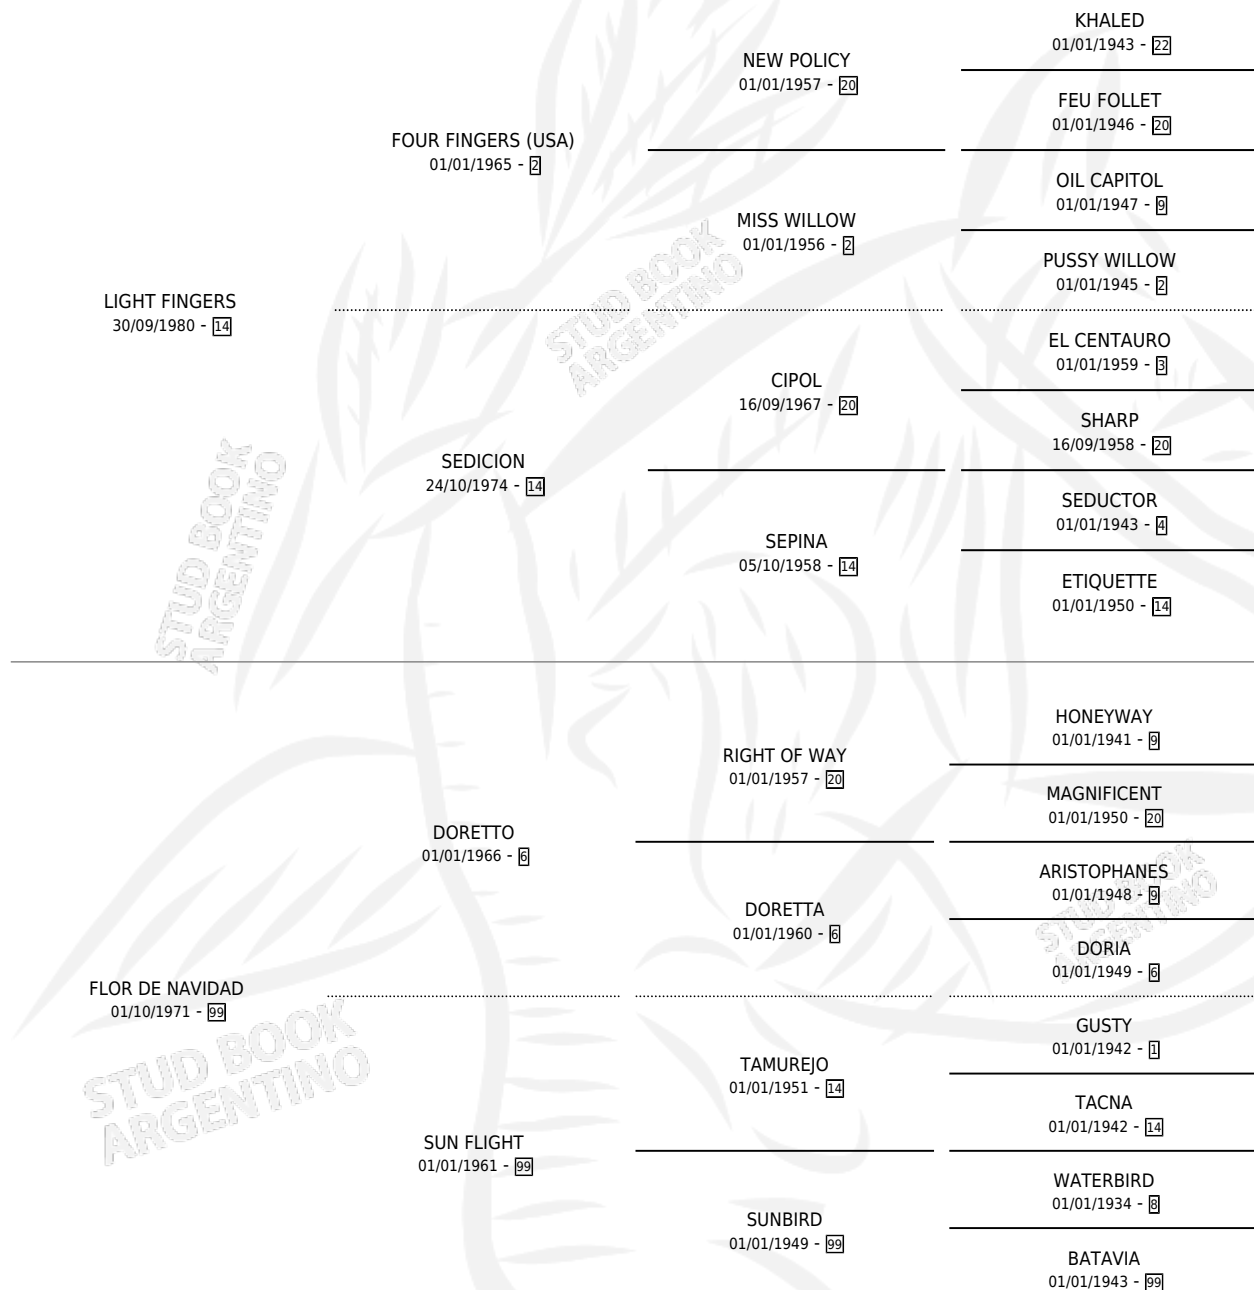 KHALED
01/01/1943 - 22
NEW POLICY
01/01/1957 - 20
FEU FOLLET
01/01/1946 - 20
FOUR FINGERS (USA)
01/01/1965 - 2
OIL CAPITOL
01/01/1947 - 9
MISS WILLOW
01/01/1956 - 2
PUSSY WILLOW
01/01/1945 - 2
LIGHT FINGERS
30/09/1980 - 14
EL CENTAURO
01/01/1959 - 3
CIPOL
16/09/1967 - 20
SHARP
16/09/1958 - 20
SEDICION
24/10/1974 - 14
SEDUCTOR
01/01/1943 - 4
SEPINA
05/10/1958 - 14
ETIQUETTE
01/01/1950 - 14
HONEYWAY
01/01/1941 - 9
RIGHT OF WAY
01/01/1957 - 20
MAGNIFICENT
01/01/1950 - 20
DORETTO
01/01/1966 - 6
ARISTOPHANES
01/01/1948 - 9
DORETTA
01/01/1960 - 6
DORIA
01/01/1949 - 6
FLOR DE NAVIDAD
01/10/1971 - 99
GUSTY
01/01/1942 - 1
TAMUREJO
01/01/1951 - 14
TACNA
01/01/1942 - 14
SUN FLIGHT
01/01/1961 - 99
WATERBIRD
01/01/1934 - 8
SUNBIRD
01/01/1949 - 99
BATAVIA
01/01/1943 - 99
STUD BOOK
ARGENTINO
STUD BOOK
ARGENTINO
STUD BOOK
ARGENTINO
STUD BOOK
ARGENTINO